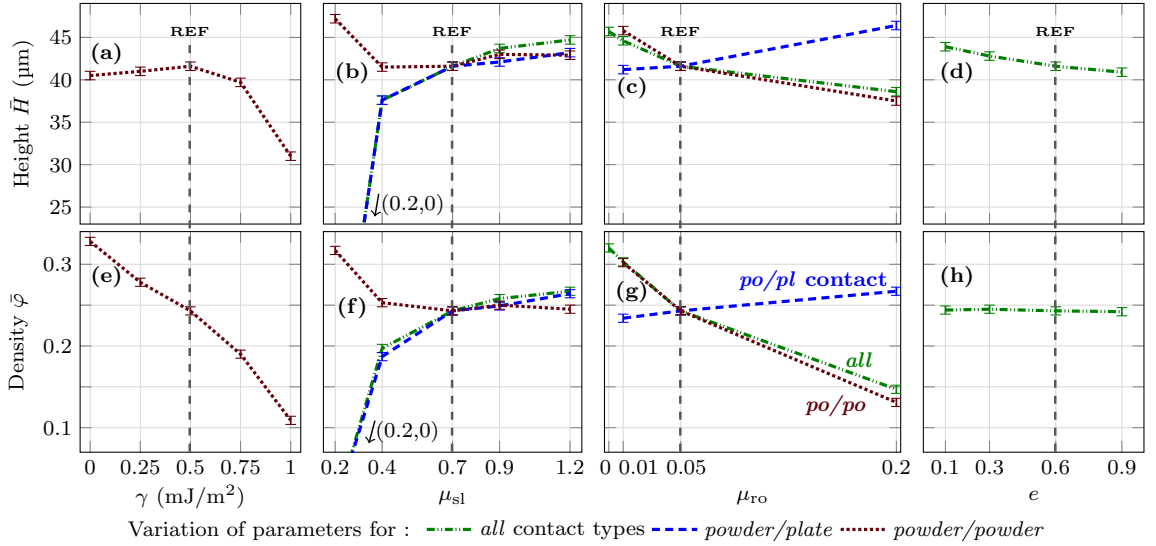 REF REF REF REF
Height H̄ (µm)
45
40
35
30
25
(a) (b) (c) (d)
(0.2,0)
Density φ̄
0.3
0.2
0.1
(e) (f) (g) (h)
po/pl contact
all
po/po
(0.2,0)
0 0.25 0.5 0.75 1 0.2 0.4 0.7 0.9 1.2 0 0.01 0.05 0.2 0.1 0.3 0.6 0.9
γ (mJ/m²) μsl μro e
Variation of parameters for : all contact types powder/plate powder/powder